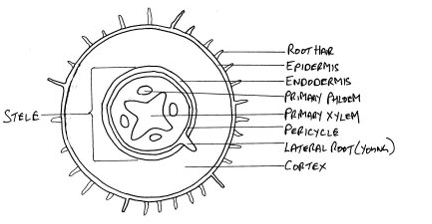 ROOT HAIR
EPIDERMIS
ENDODERMIS
PRIMARY PHLOEM
PRIMARY XYLEM
STELE
PERICYCLE
LATERAL ROOT (YOUNG)
CORTEX